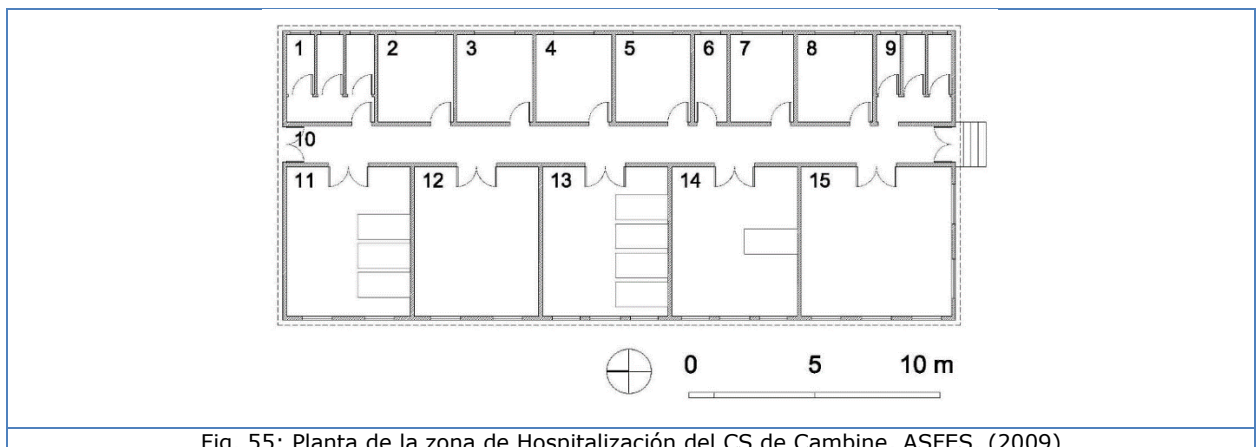 1 2 3 4 5 6 7 8 9
10
11 12 13 14 15
0 5 10 m
Fig. 55: Planta de la zona de Hospitalización del CS de Cambine. ASFES. (2009)